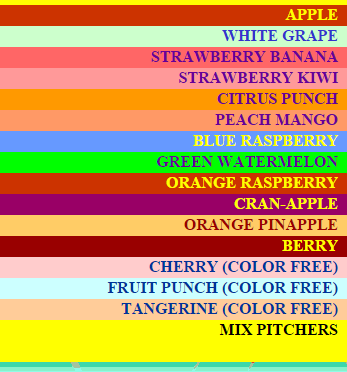 APPLE
WHITE GRAPE
STRAWBERRY BANANA
STRAWBERRY KIWI
CITRUS PUNCH
PEACH MANGO
BLUE RASPBERRY
GREEN WATERMELON
ORANGE RASPBERRY
CRAN-APPLE
ORANGE PINAPPLE
BERRY
CHERRY (COLOR FREE)
FRUIT PUNCH (COLOR FREE)
TANGERINE (COLOR FREE)
MIX PITCHERS